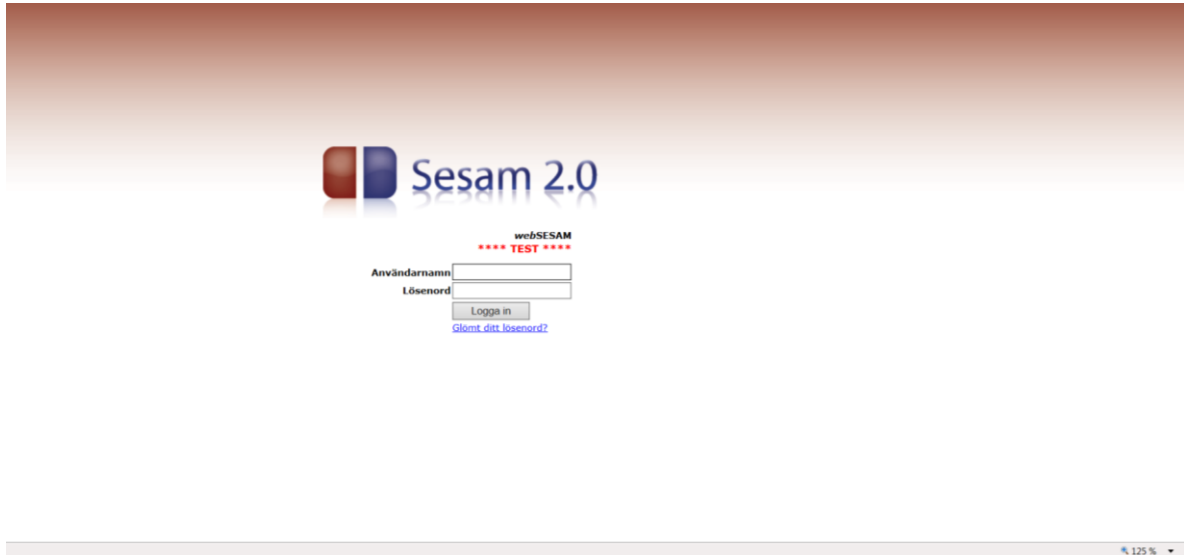 Sesam 2.0
webSESAM
**** TEST ****
Användarnamn
Lösenord
Logga in
Glömt ditt lösenord?
125 %